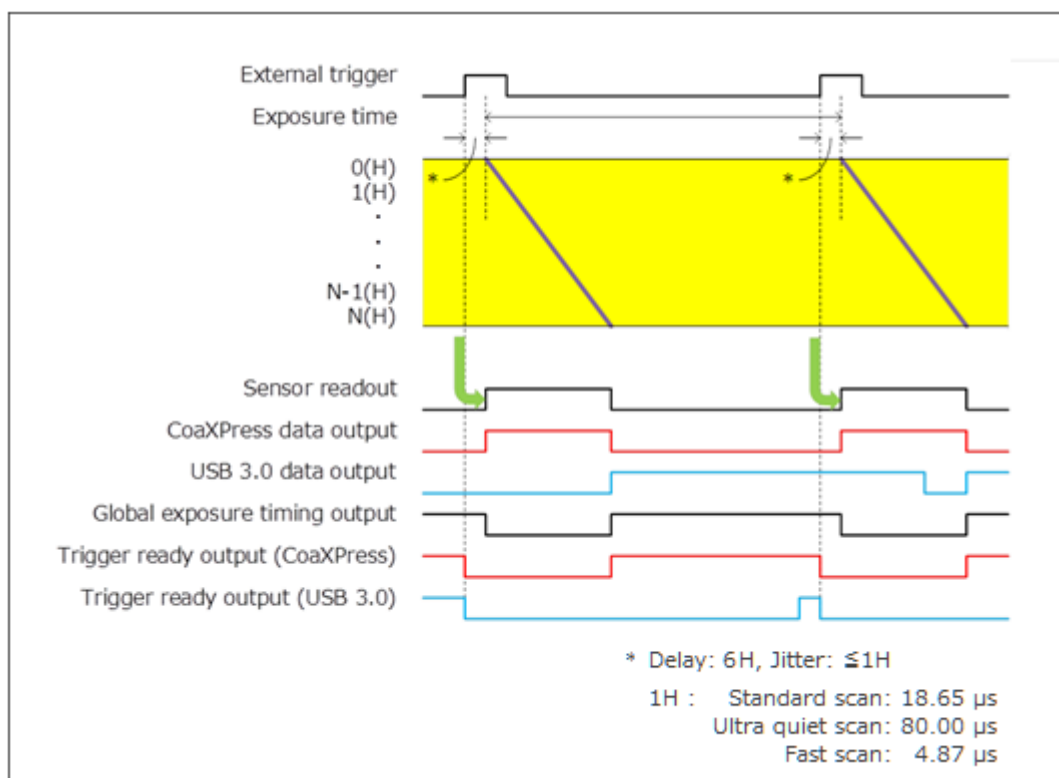 External trigger
Exposure time
0(H)
*
*
1(H)
.
.
.
N-1(H)
N(H)
Sensor readout
CoaXPress data output
USB 3.0 data output
Global exposure timing output
Trigger ready output (CoaXPress)
Trigger ready output (USB 3.0)
* Delay: 6H, Jitter: ≦1H
1H : Standard scan: 18.65 μs
Ultra quiet scan: 80.00 μs
Fast scan: 4.87 μs